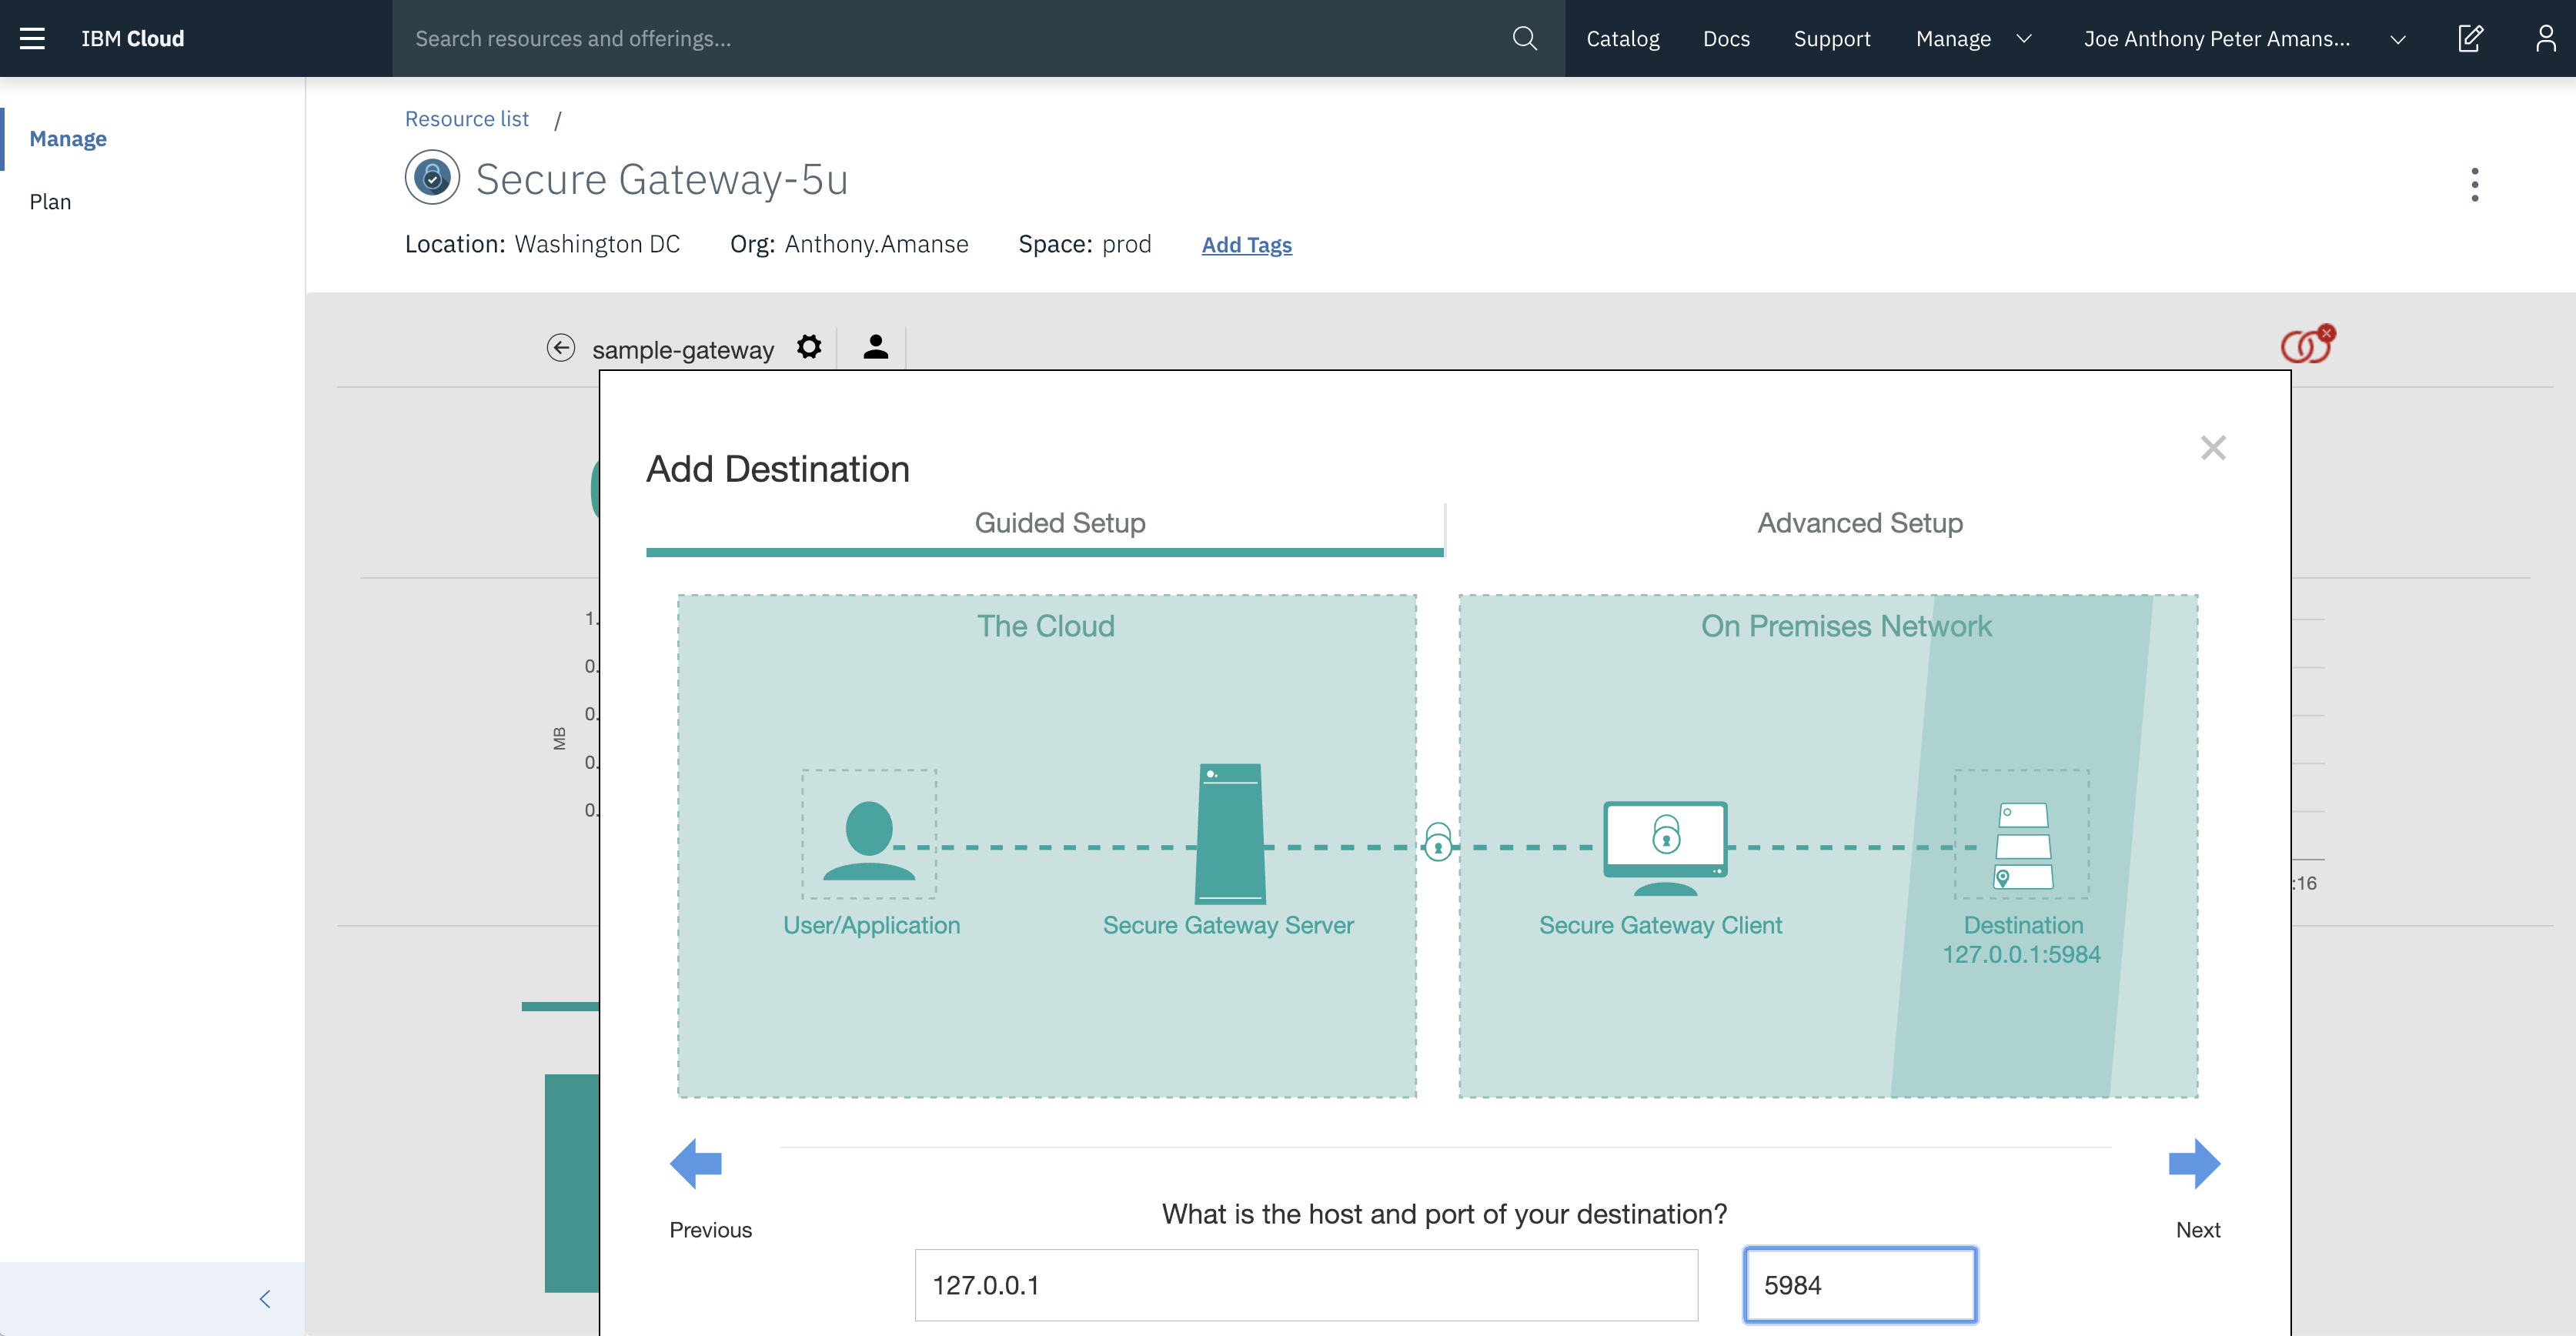 IBM Cloud
Search resources and offerings...
Catalog
Docs
Support
Manage
Joe Anthony Peter Amans...
Manage
Plan
Resource list /
Secure Gateway-5u
Location: Washington DC
Org: Anthony.Amanse
Space: prod
Add Tags
sample-gateway
Add Destination
Guided Setup
Advanced Setup
The Cloud
On Premises Network
1.
0.
0.
0.
0.
MB
:16
User/Application
Secure Gateway Server
Secure Gateway Client
Destination
127.0.0.1:5984
Previous
Next
What is the host and port of your destination?
127.0.0.1
5984